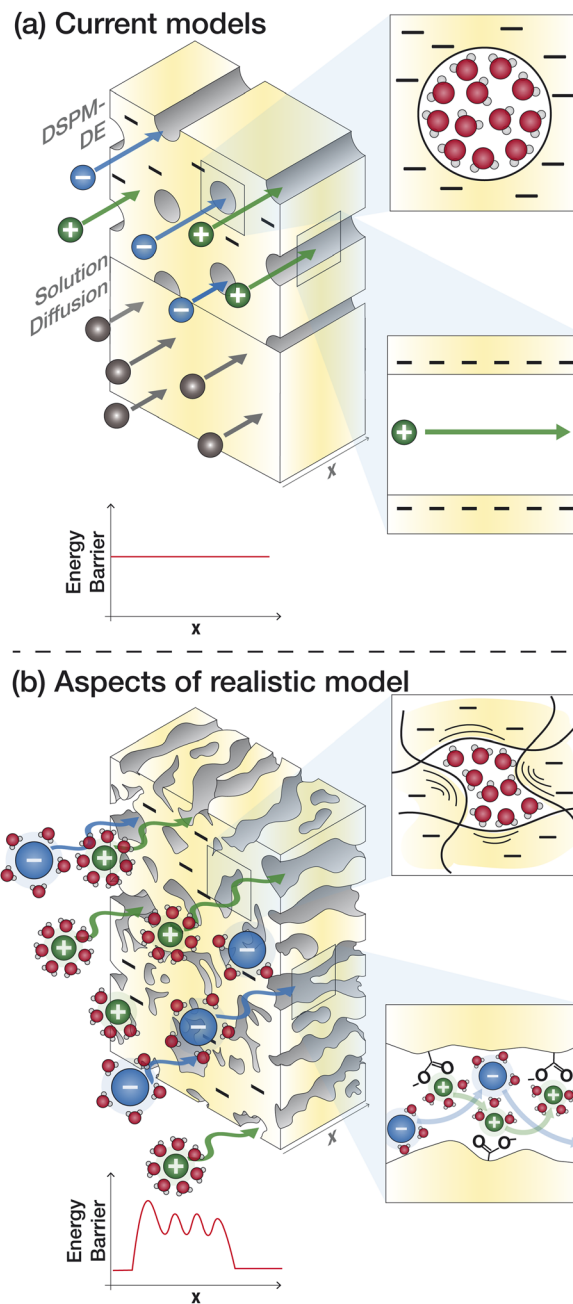 (a) Current models
DSPM-
DE
Solution
Diffusion
x
Energy
Barrier
x
(b) Aspects of realistic model
O
O
O
O
O
O
x
Energy
Barrier
x